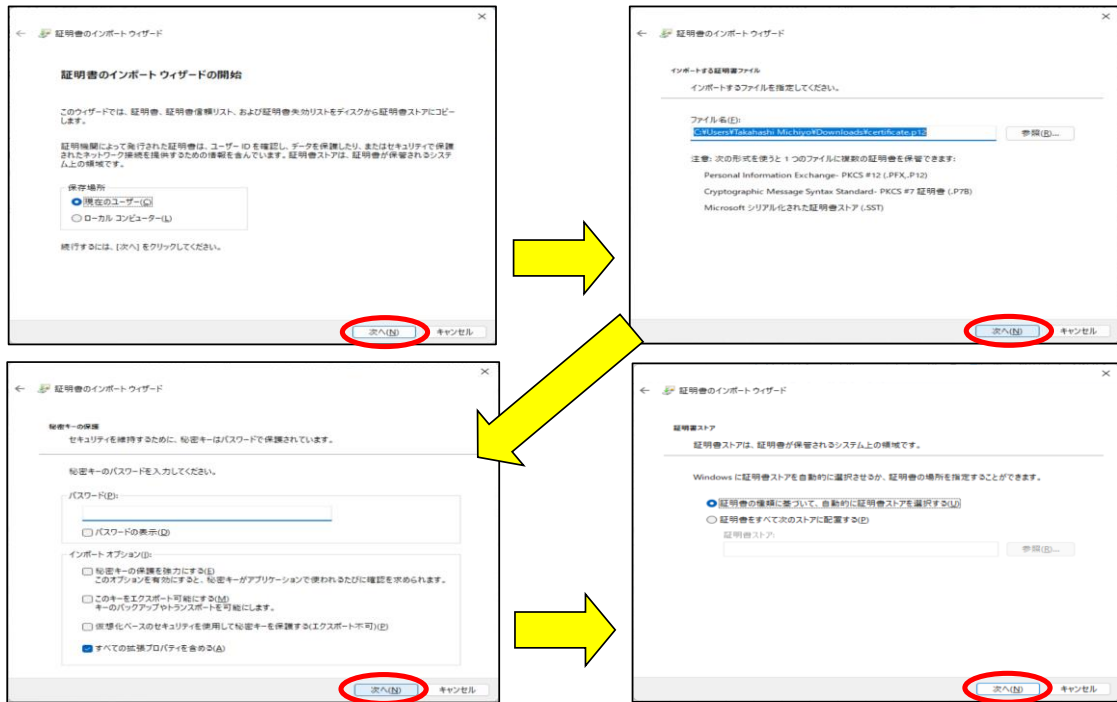 証明書のインポート ウィザード
証明書のインポート ウィザードの開始
このウィザードでは、証明書、証明書信頼リスト、および証明書失効リストをディスクから証明書ストアにコピー
します。
証明機関によって発行された証明書は、ユーザー ID を確認し、データを保護したり、またはセキュリティで保護
されたネットワーク接続を提供するための情報を含んでいます。証明書ストアは、証明書が保管されるシステ
ム上の領域です。
保存場所
現在のユーザー(C)
ローカル コンピューター(L)
続行するには、[次へ] をクリックしてください。
次へ(N)
キャンセル
証明書のインポート ウィザード
インポートする証明書ファイル
インポートするファイルを指定してください。
ファイル名(F):
C:¥Users¥Takahashi Michiyo¥Downloads¥certificate.p12
参照(R)...
注意: 次の形式を使うと 1 つのファイルに複数の証明書を保管できます:
Personal Information Exchange- PKCS #12 (.PFX,.P12)
Cryptographic Message Syntax Standard- PKCS #7 証明書 (.P7B)
Microsoft シリアル化された証明書ストア (.SST)
次へ(N)
キャンセル
証明書のインポート ウィザード
秘密キーの保護
セキュリティを維持するために、秘密キーはパスワードで保護されています。
秘密キーのパスワードを入力してください。
パスワード(P):
パスワードの表示(D)
インポート オプション(I):
秘密キーの保護を強力にする(E)
このオプションを有効にすると、秘密キーがアプリケーションで使われるたびに確認を求められます。
このキーをエクスポート可能にする(M)
キーのバックアップやトランスポートを可能にします。
仮想化ベースのセキュリティを使用して秘密キーを保護する(エクスポート不可)(P)
すべての拡張プロパティを含める(A)
次へ(N)
キャンセル
証明書のインポート ウィザード
証明書ストア
証明書ストアは、証明書が保管されるシステム上の領域です。
Windows に証明書ストアを自動的に選択させるか、証明書の場所を指定することができます。
証明書の種類に基づいて、自動的に証明書ストアを選択する(U)
証明書をすべて次のストアに配置する(P)
証明書ストア:
参照(R)...
次へ(N)
キャンセル